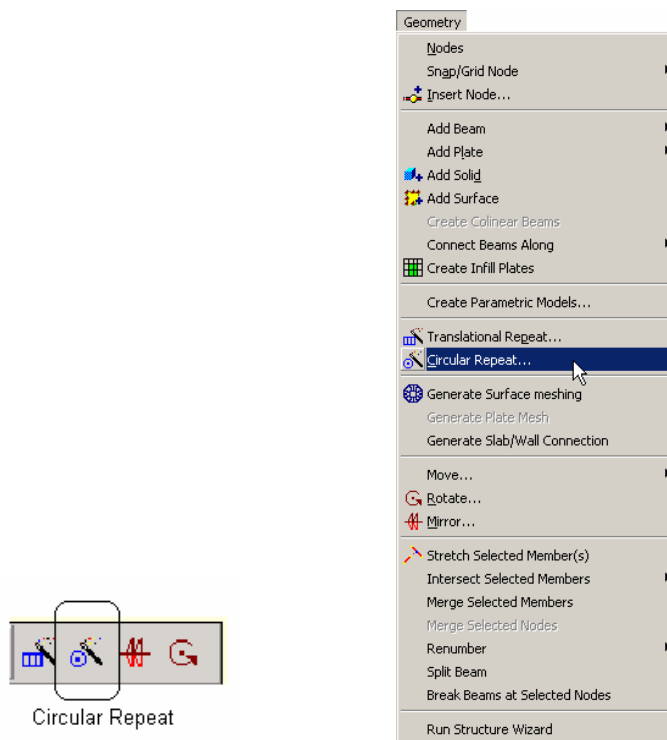 Geometry
Nodes
Snap/Grid Node
Insert Node...
Add Beam
Add Plate
Add Solid
Add Surface
Create Colinear Beams
Connect Beams Along
Create Infill Plates
Create Parametric Models...
Translational Repeat...
Circular Repeat...
Generate Surface meshing
Generate Plate Mesh
Generate Slab/Wall Connection
Move...
Rotate...
Mirror...
Stretch Selected Member(s)
Intersect Selected Members
Merge Selected Members
Merge Selected Nodes
Renumber
Split Beam
Break Beams at Selected Nodes
Run Structure Wizard
Circular Repeat